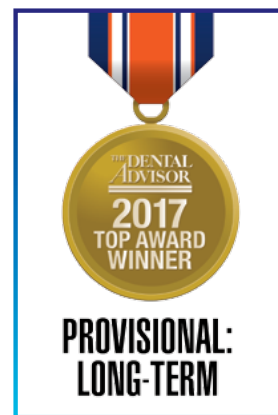 THE DENTAL
ADVISOR
2017
TOP AWARD
WINNER
PROVISIONAL:
LONG-TERM